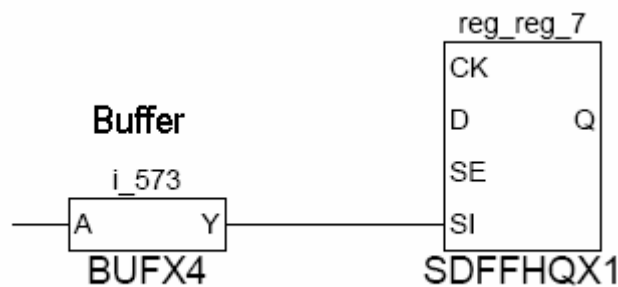 reg_reg_7
CK
D Q
SE
SI
SDFFHQX1
Buffer
i_573
A Y
BUFX4